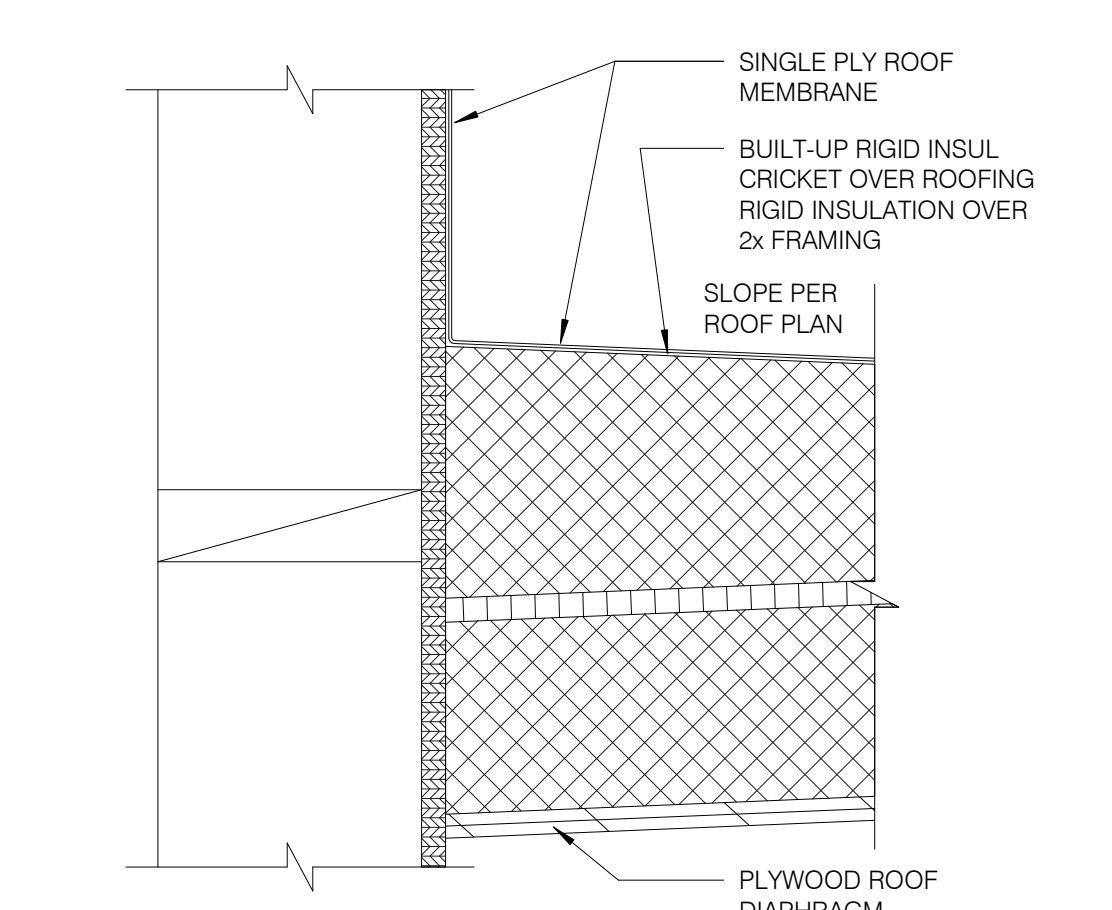 SINGLE PLY ROOF
MEMBRANE
BUILT-UP RIGID INSUL
CRICKET OVER ROOFING
RIGID INSULATION OVER
2x FRAMING
SLOPE PER
ROOF PLAN
PLYWOOD ROOF
DIAPHRAGM